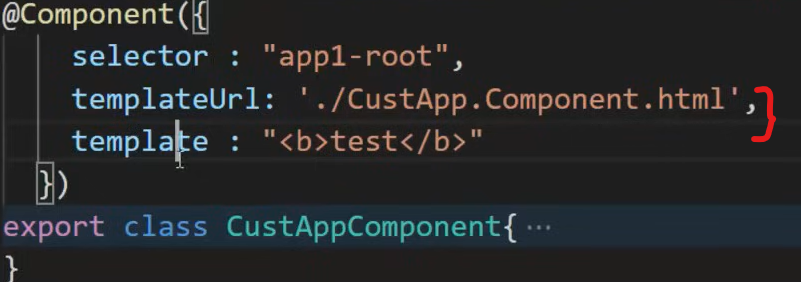 @Component({
selector : "app1-root",
templateUrl: './CustApp.Component.html',
template : "<b>test</b>"
})
export class CustAppComponent{ ...
}